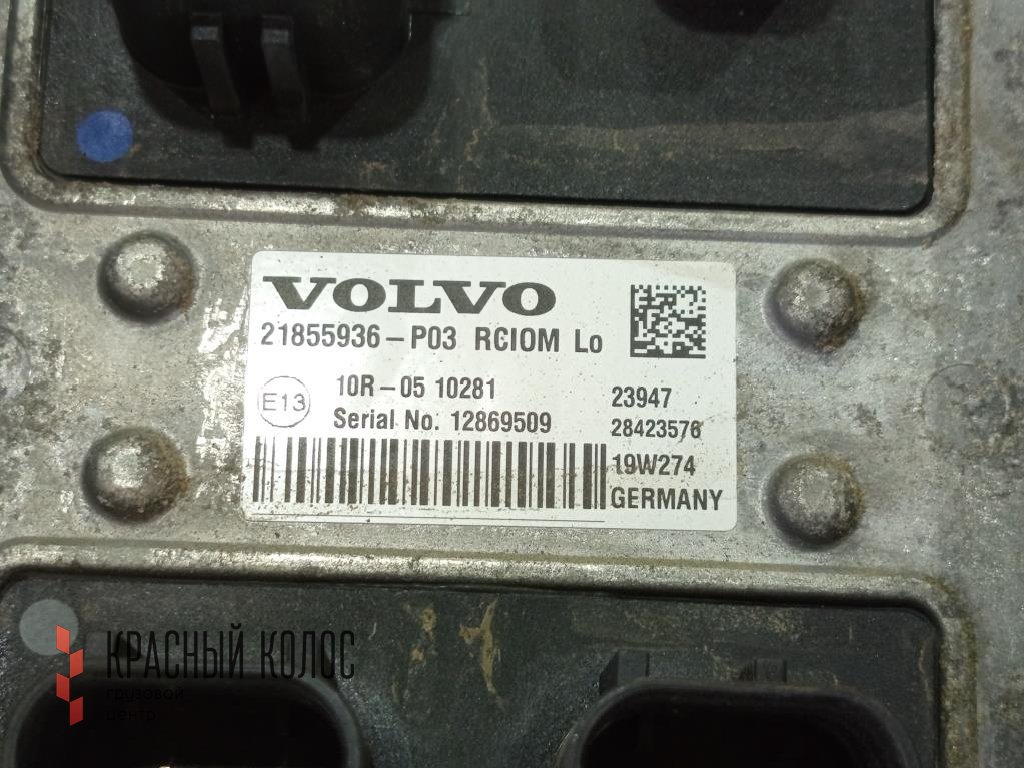 VOLVO
21855936-P03 RCIOM Lo
10R-05 10281
23947
E13
Serial No. 12869509
28423576
19W274
GERMANY
КРАСНЫЙ КОЛОС
грузовой
центр